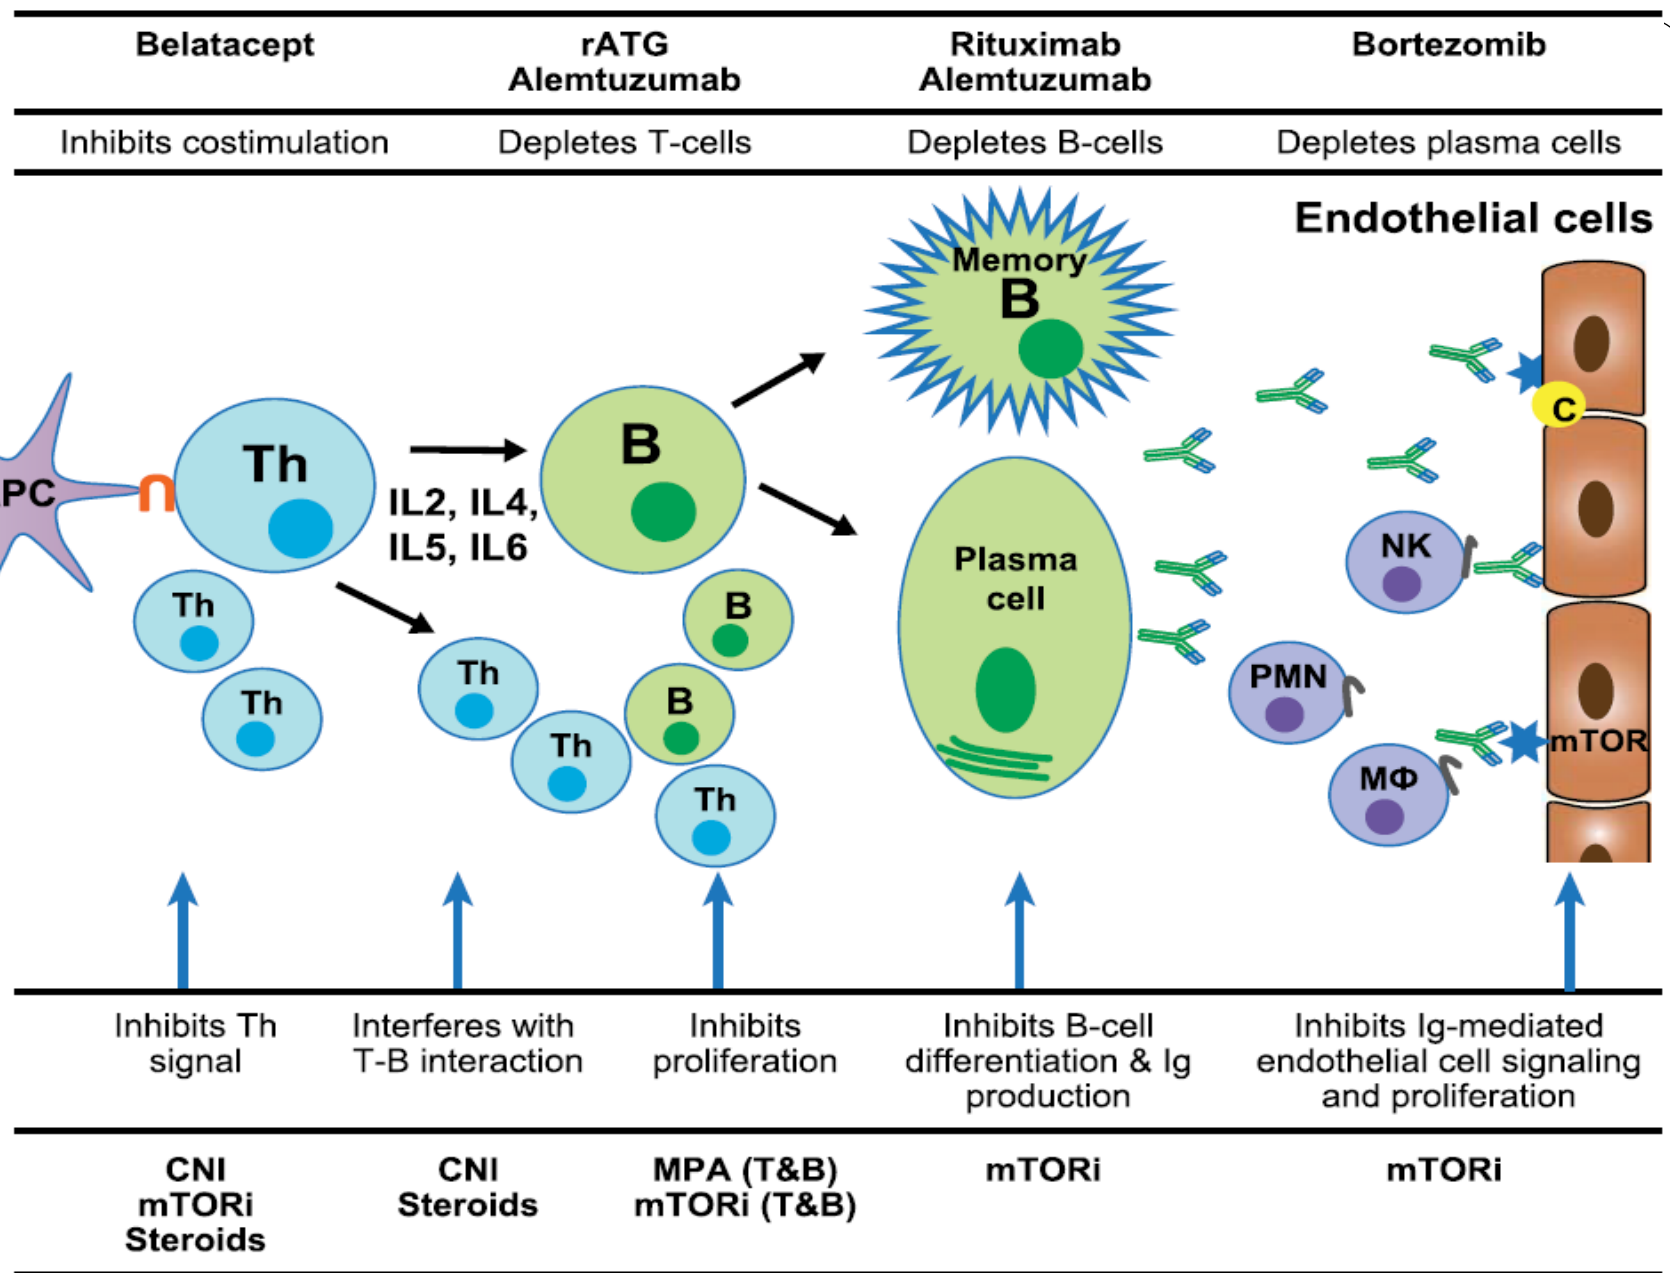 Belatacept
rATG
Alemtuzumab
Rituximab
Alemtuzumab
Bortezomib
Inhibits costimulation
Depletes T-cells
Depletes B-cells
Depletes plasma cells
Endothelial cells
Memory
B
C
PC
Th
IL2, IL4,
IL5, IL6
B
Plasma
cell
NK
Th
Th
Th
Th
B
B
Th
PMN
MΦ
mTOR
Inhibits Th
signal
Interferes with
T-B interaction
Inhibits
proliferation
Inhibits B-cell
differentiation & Ig
production
Inhibits Ig-mediated
endothelial cell signaling
and proliferation
CNI
mTORi
Steroids
CNI
Steroids
MPA (T&B)
mTORi (T&B)
mTORi
mTORi